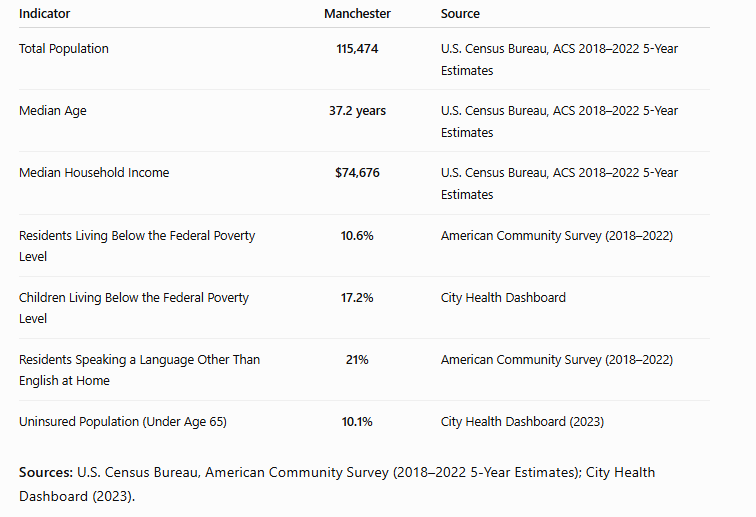 Indicator Manchester Source
Total Population 115,474 U.S. Census Bureau, ACS 2018–2022 5-Year
Estimates
Median Age 37.2 years U.S. Census Bureau, ACS 2018–2022 5-Year
Estimates
Median Household Income $74,676 U.S. Census Bureau, ACS 2018–2022 5-Year
Estimates
Residents Living Below the Federal Poverty 10.6% American Community Survey (2018–2022)
Level
Children Living Below the Federal Poverty 17.2% City Health Dashboard
Level
Residents Speaking a Language Other Than 21% American Community Survey (2018–2022)
English at Home
Uninsured Population (Under Age 65) 10.1% City Health Dashboard (2023)
Sources: U.S. Census Bureau, American Community Survey (2018–2022 5-Year Estimates); City Health
Dashboard (2023).